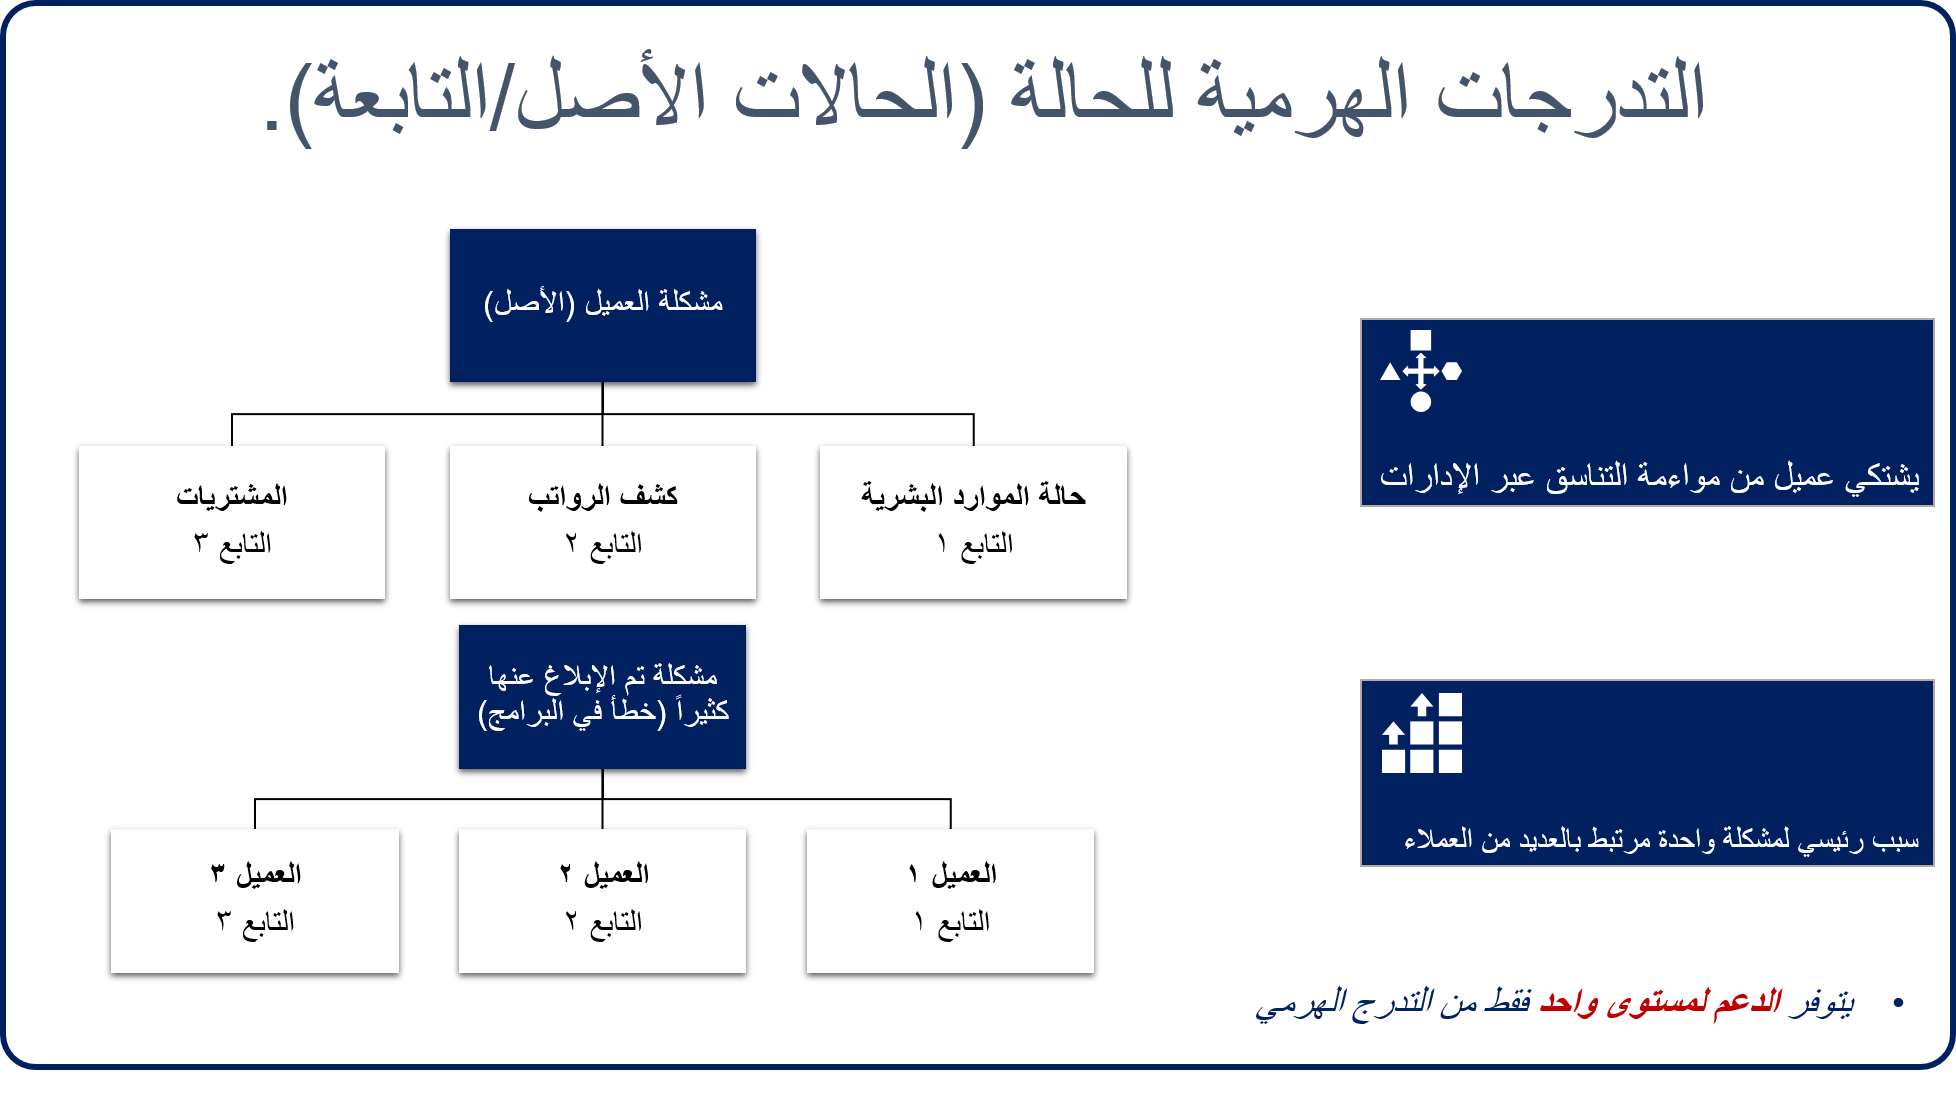 التدرجات الهرمية للحالة (الحالات الأصل/التابعة).
يشتكي عميل من مواءمة التناسق عبر الإدارات
مشكلة العميل (الأصل)
حالة الموارد البشرية
التابع ١
كشف الرواتب
التابع ٢
المشتريات
التابع ٣
سبب رئيسي لمشكلة واحدة مرتبط بالعديد من العملاء
مشكلة تم الإبلاغ عنها
كثيراً (خطأ في البرامج)
العميل ١
التابع ١
العميل ٢
التابع ٢
العميل ٣
التابع ٣
• يتوفر الدعم لمستوى واحد فقط من التدرج الهرمي